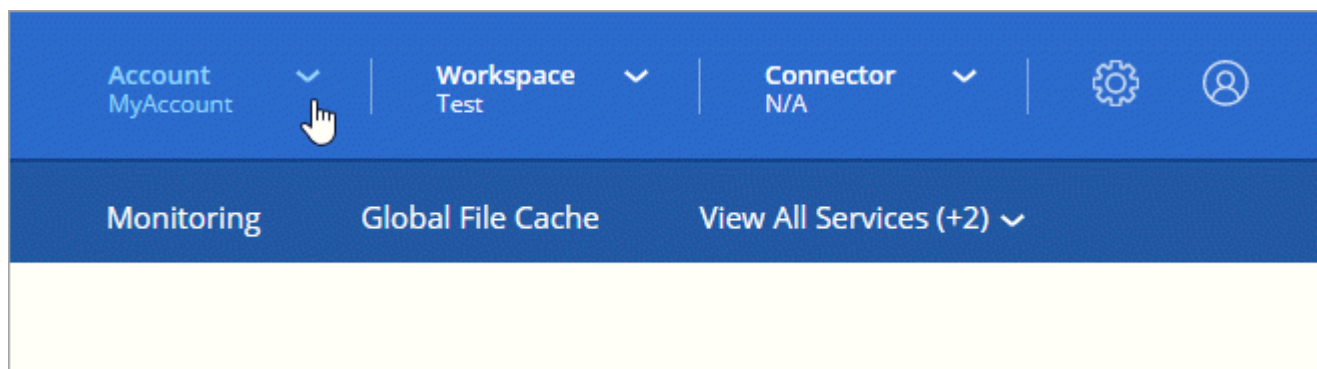 Account
MyAccount
Workspace
Test
Connector
N/A
Monitoring Global File Cache View All Services (+2)